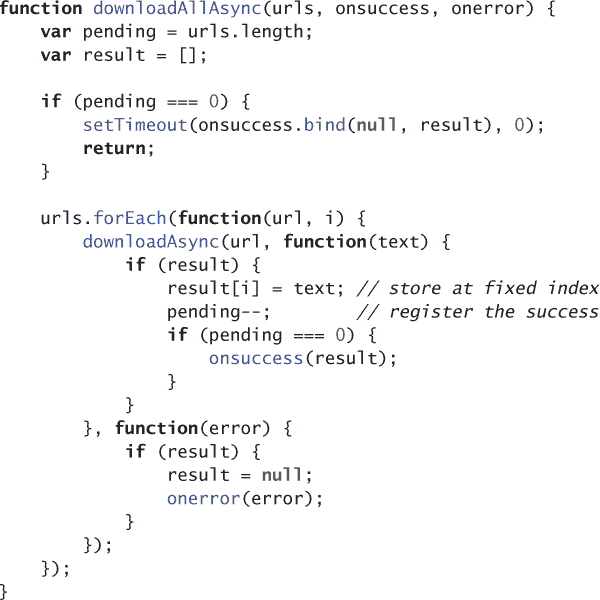 function downloadAllAsync(urls, onsuccess, onerror) {
    var pending = urls.length;
    var result = [];

    if (pending === 0) {
        setTimeout(onsuccess.bind(null, result), 0);
        return;
    }

    urls.forEach(function(url, i) {
        downloadAsync(url, function(text) {
            if (result) {
                result[i] = text; // store at fixed index
                pending--;        // register the success
                if (pending === 0) {
                    onsuccess(result);
                }
            }
        }, function(error) {
            if (result) {
                result = null;
                onerror(error);
            }
        });
    });
}